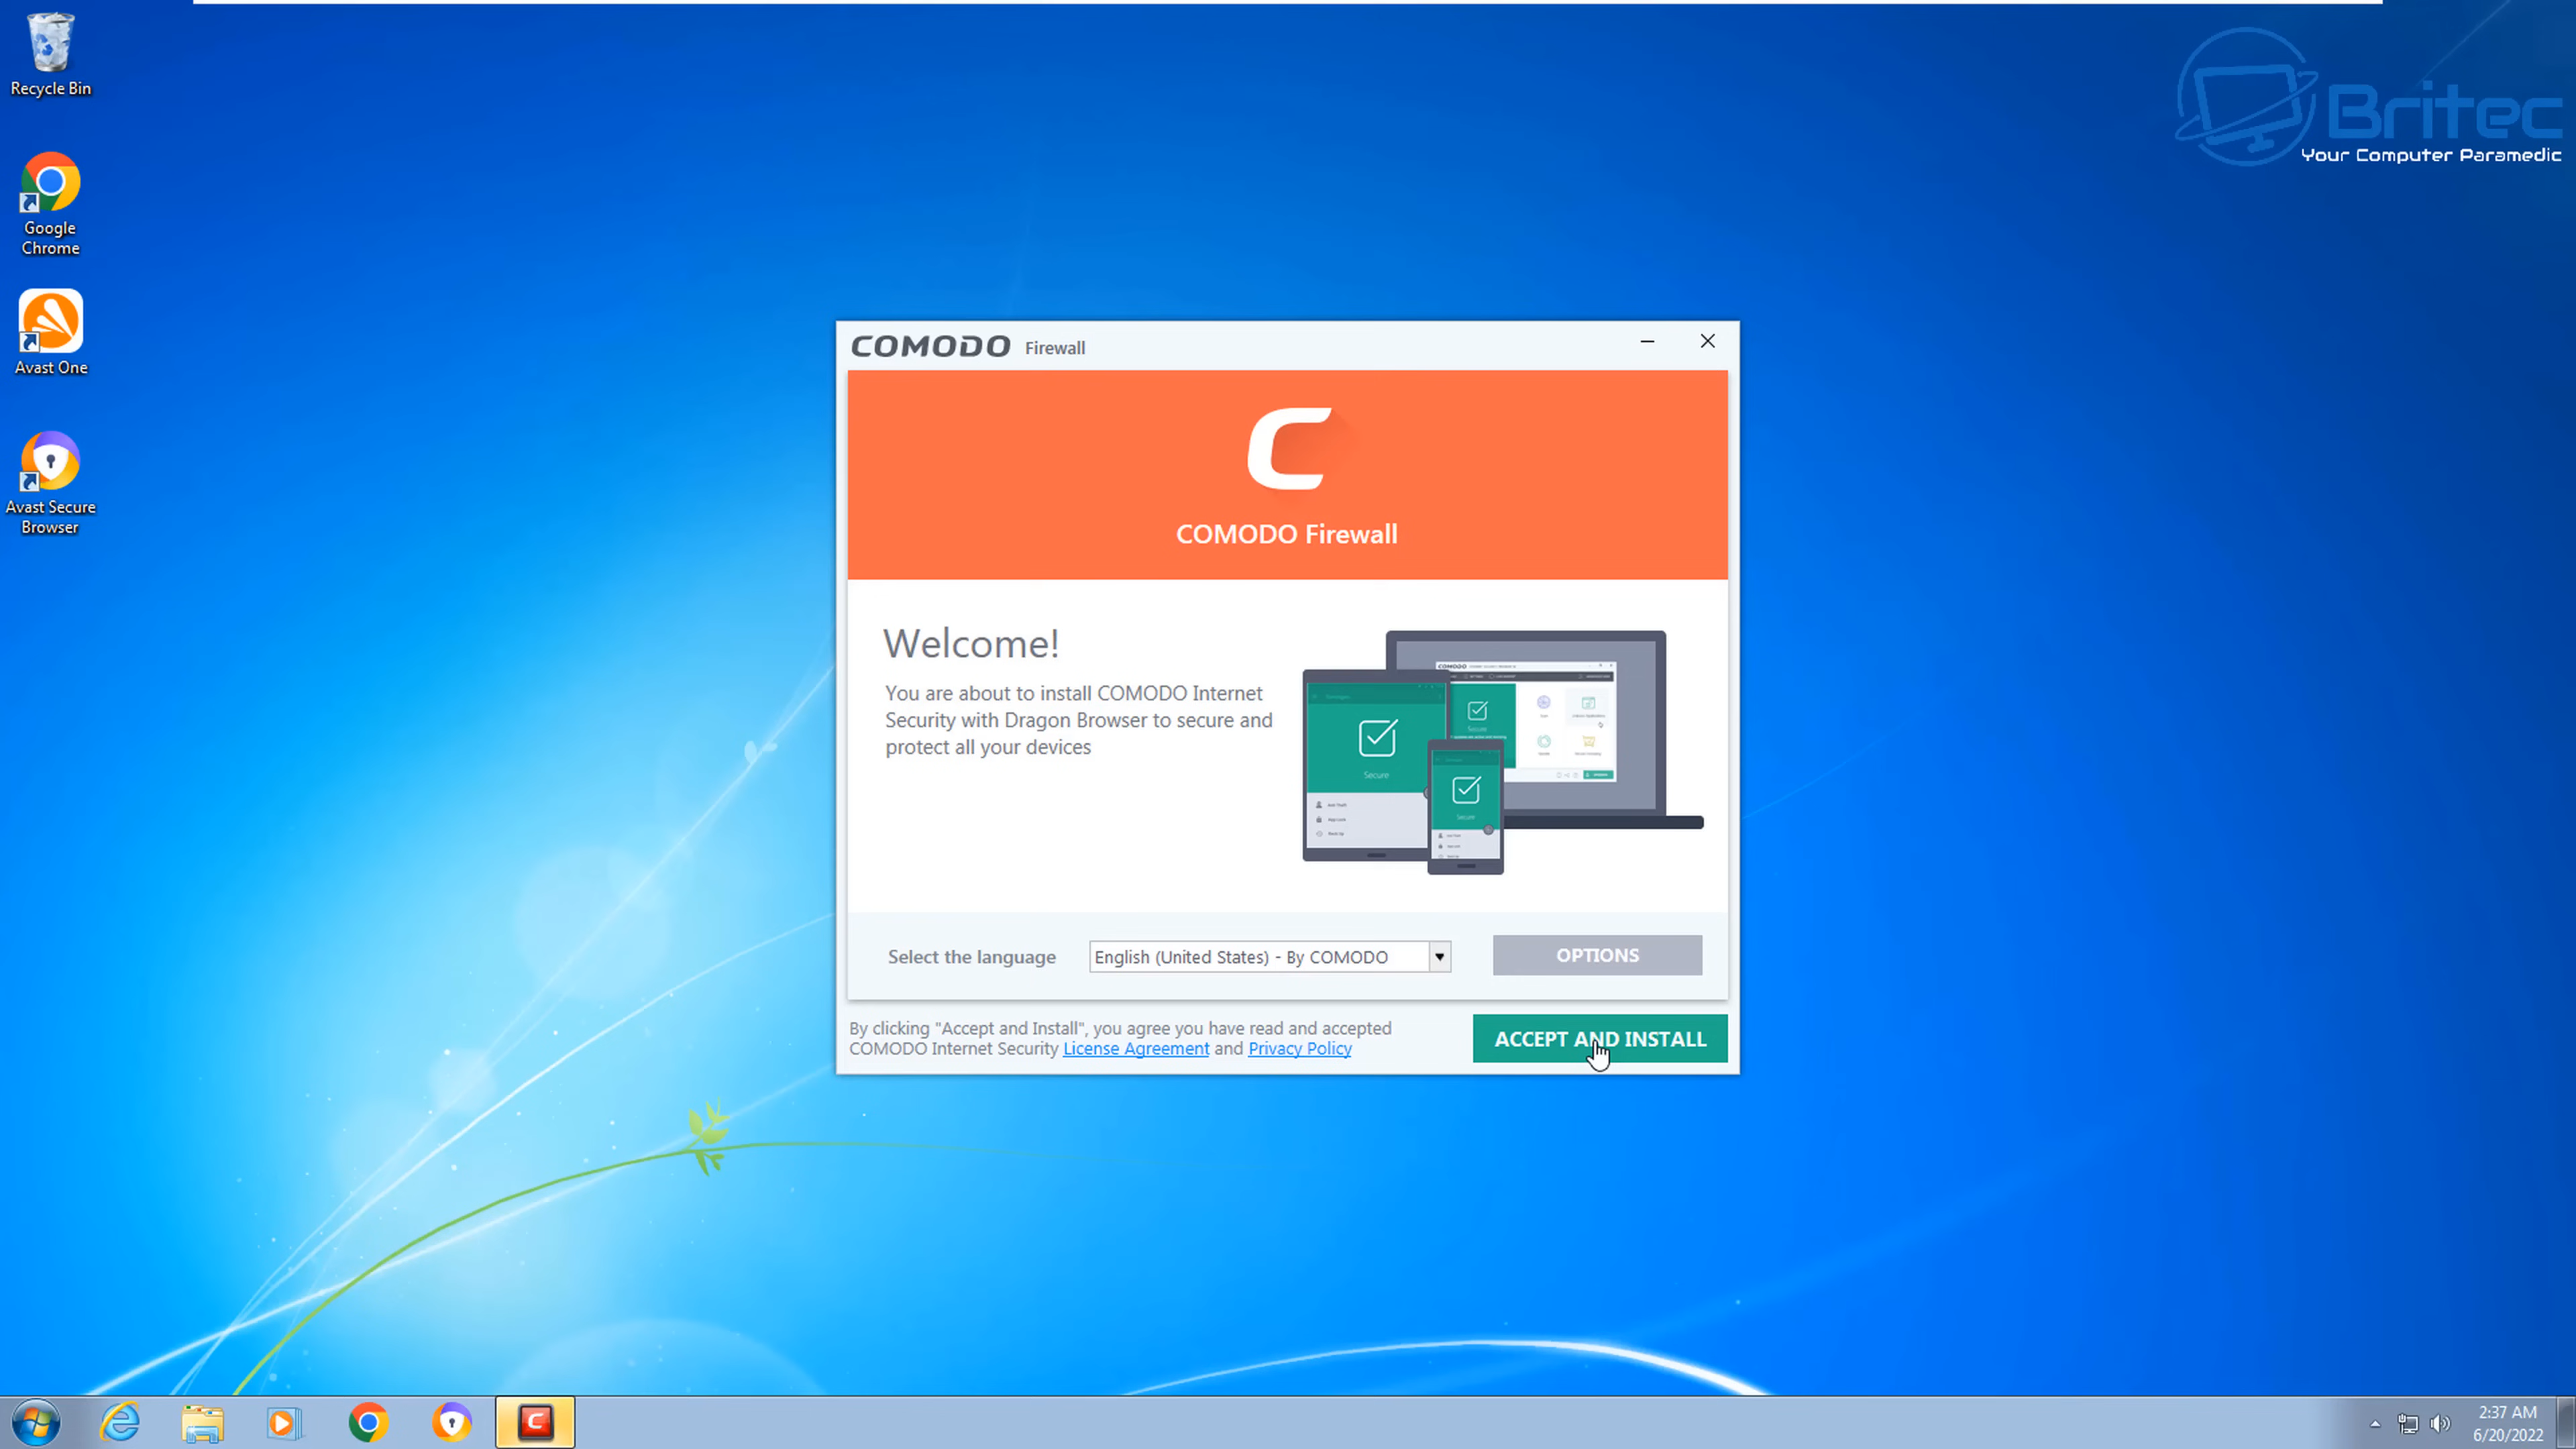 Recycle Bin
Google
Chrome
Avast One
Avast Secure
Browser
Britec
Your Computer Paramedic
COMODO Firewall
COMODO Firewall
Welcome!
You are about to install COMODO Internet
Security with Dragon Browser to secure and
protect all your devices
Secure
Secure
Secure
Select the language
English (United States) - By COMODO
OPTIONS
By clicking "Accept and Install", you agree you have read and accepted
COMODO Internet Security License Agreement and Privacy Policy
ACCEPT AND INSTALL
2:37 AM
6/20/2022